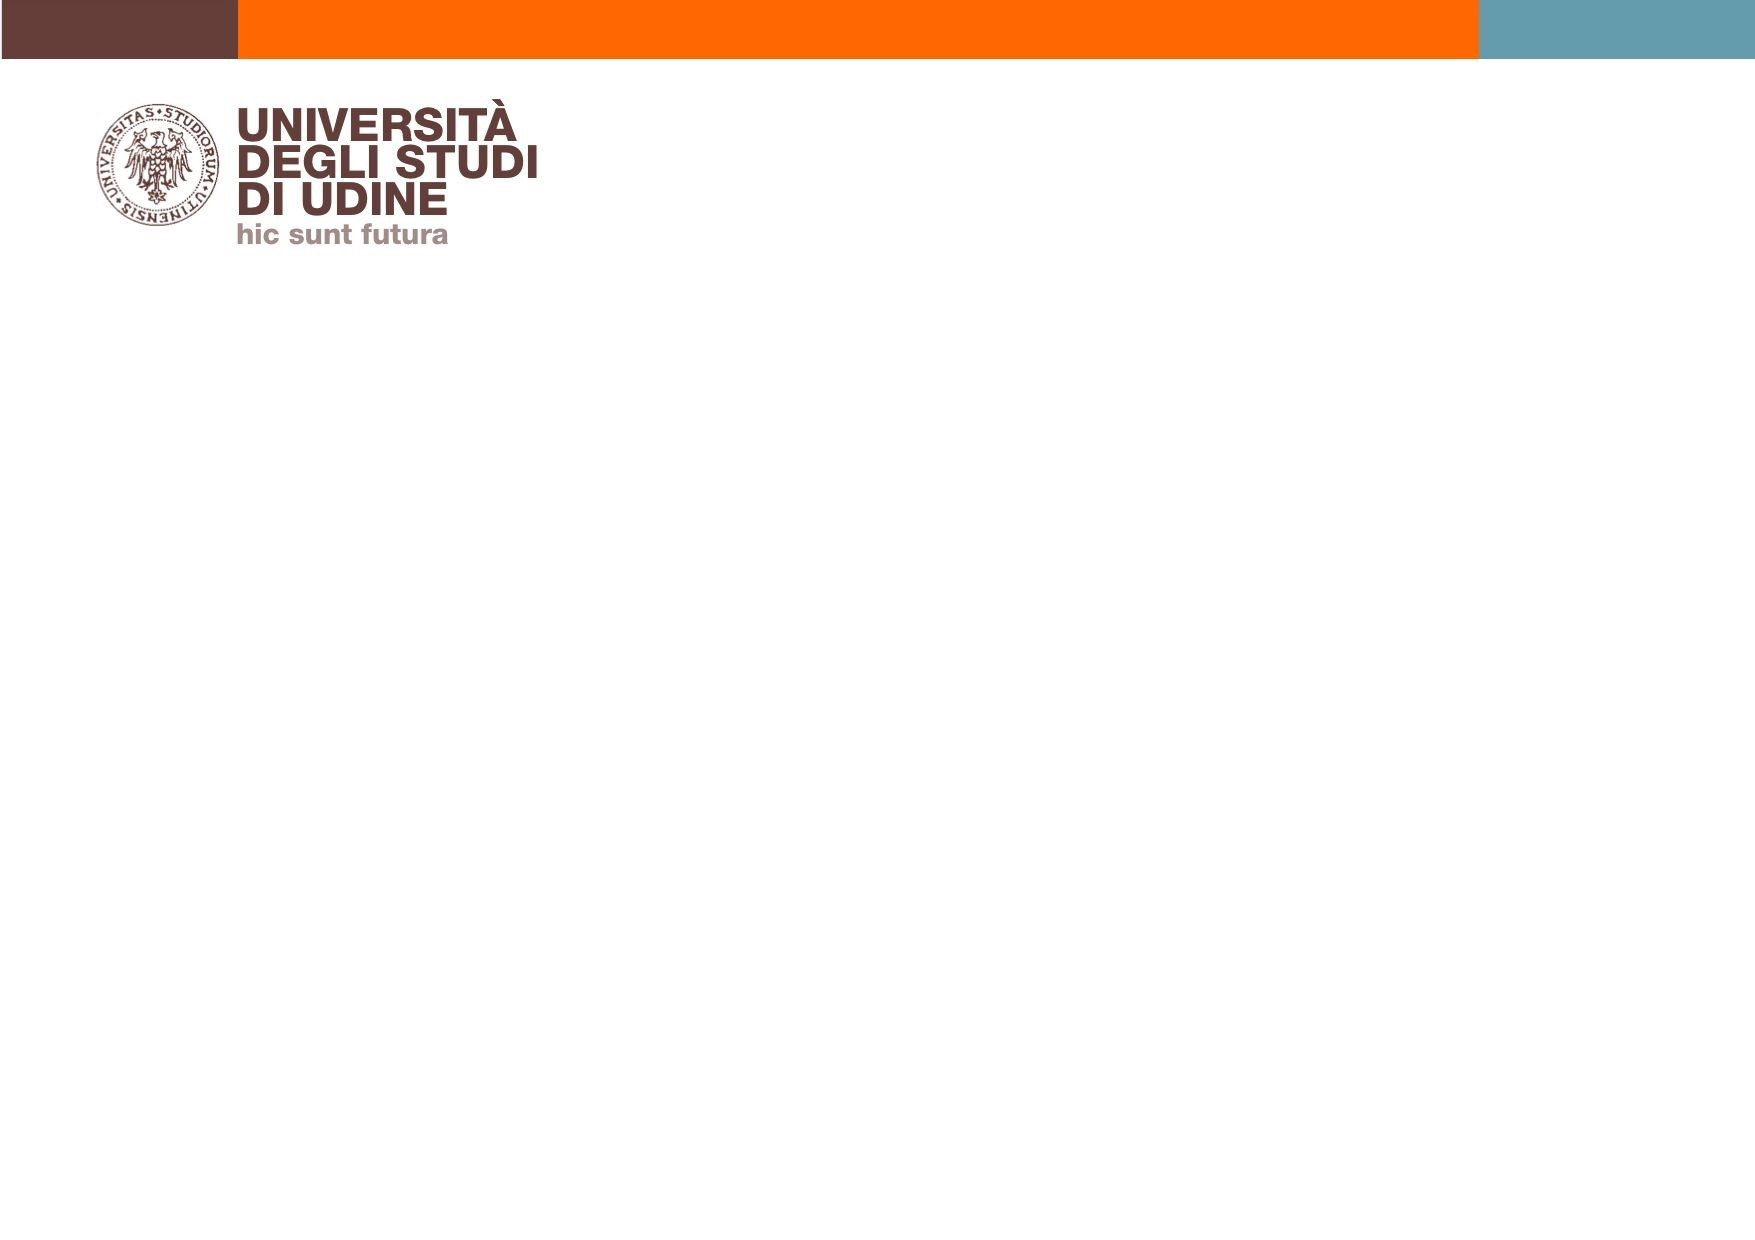 UNIVERSITAS • STUDIORUM • UTINENSIS •
UNIVERSITÀ
DEGLI STUDI
DI UDINE
hic sunt futura